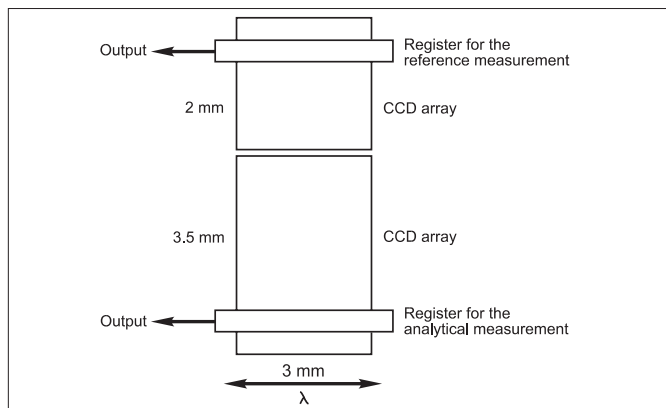 Output
Register for the
reference measurement
2 mm
CCD array
3.5 mm
CCD array
Output
Register for the
analytical measurement
3 mm
λ